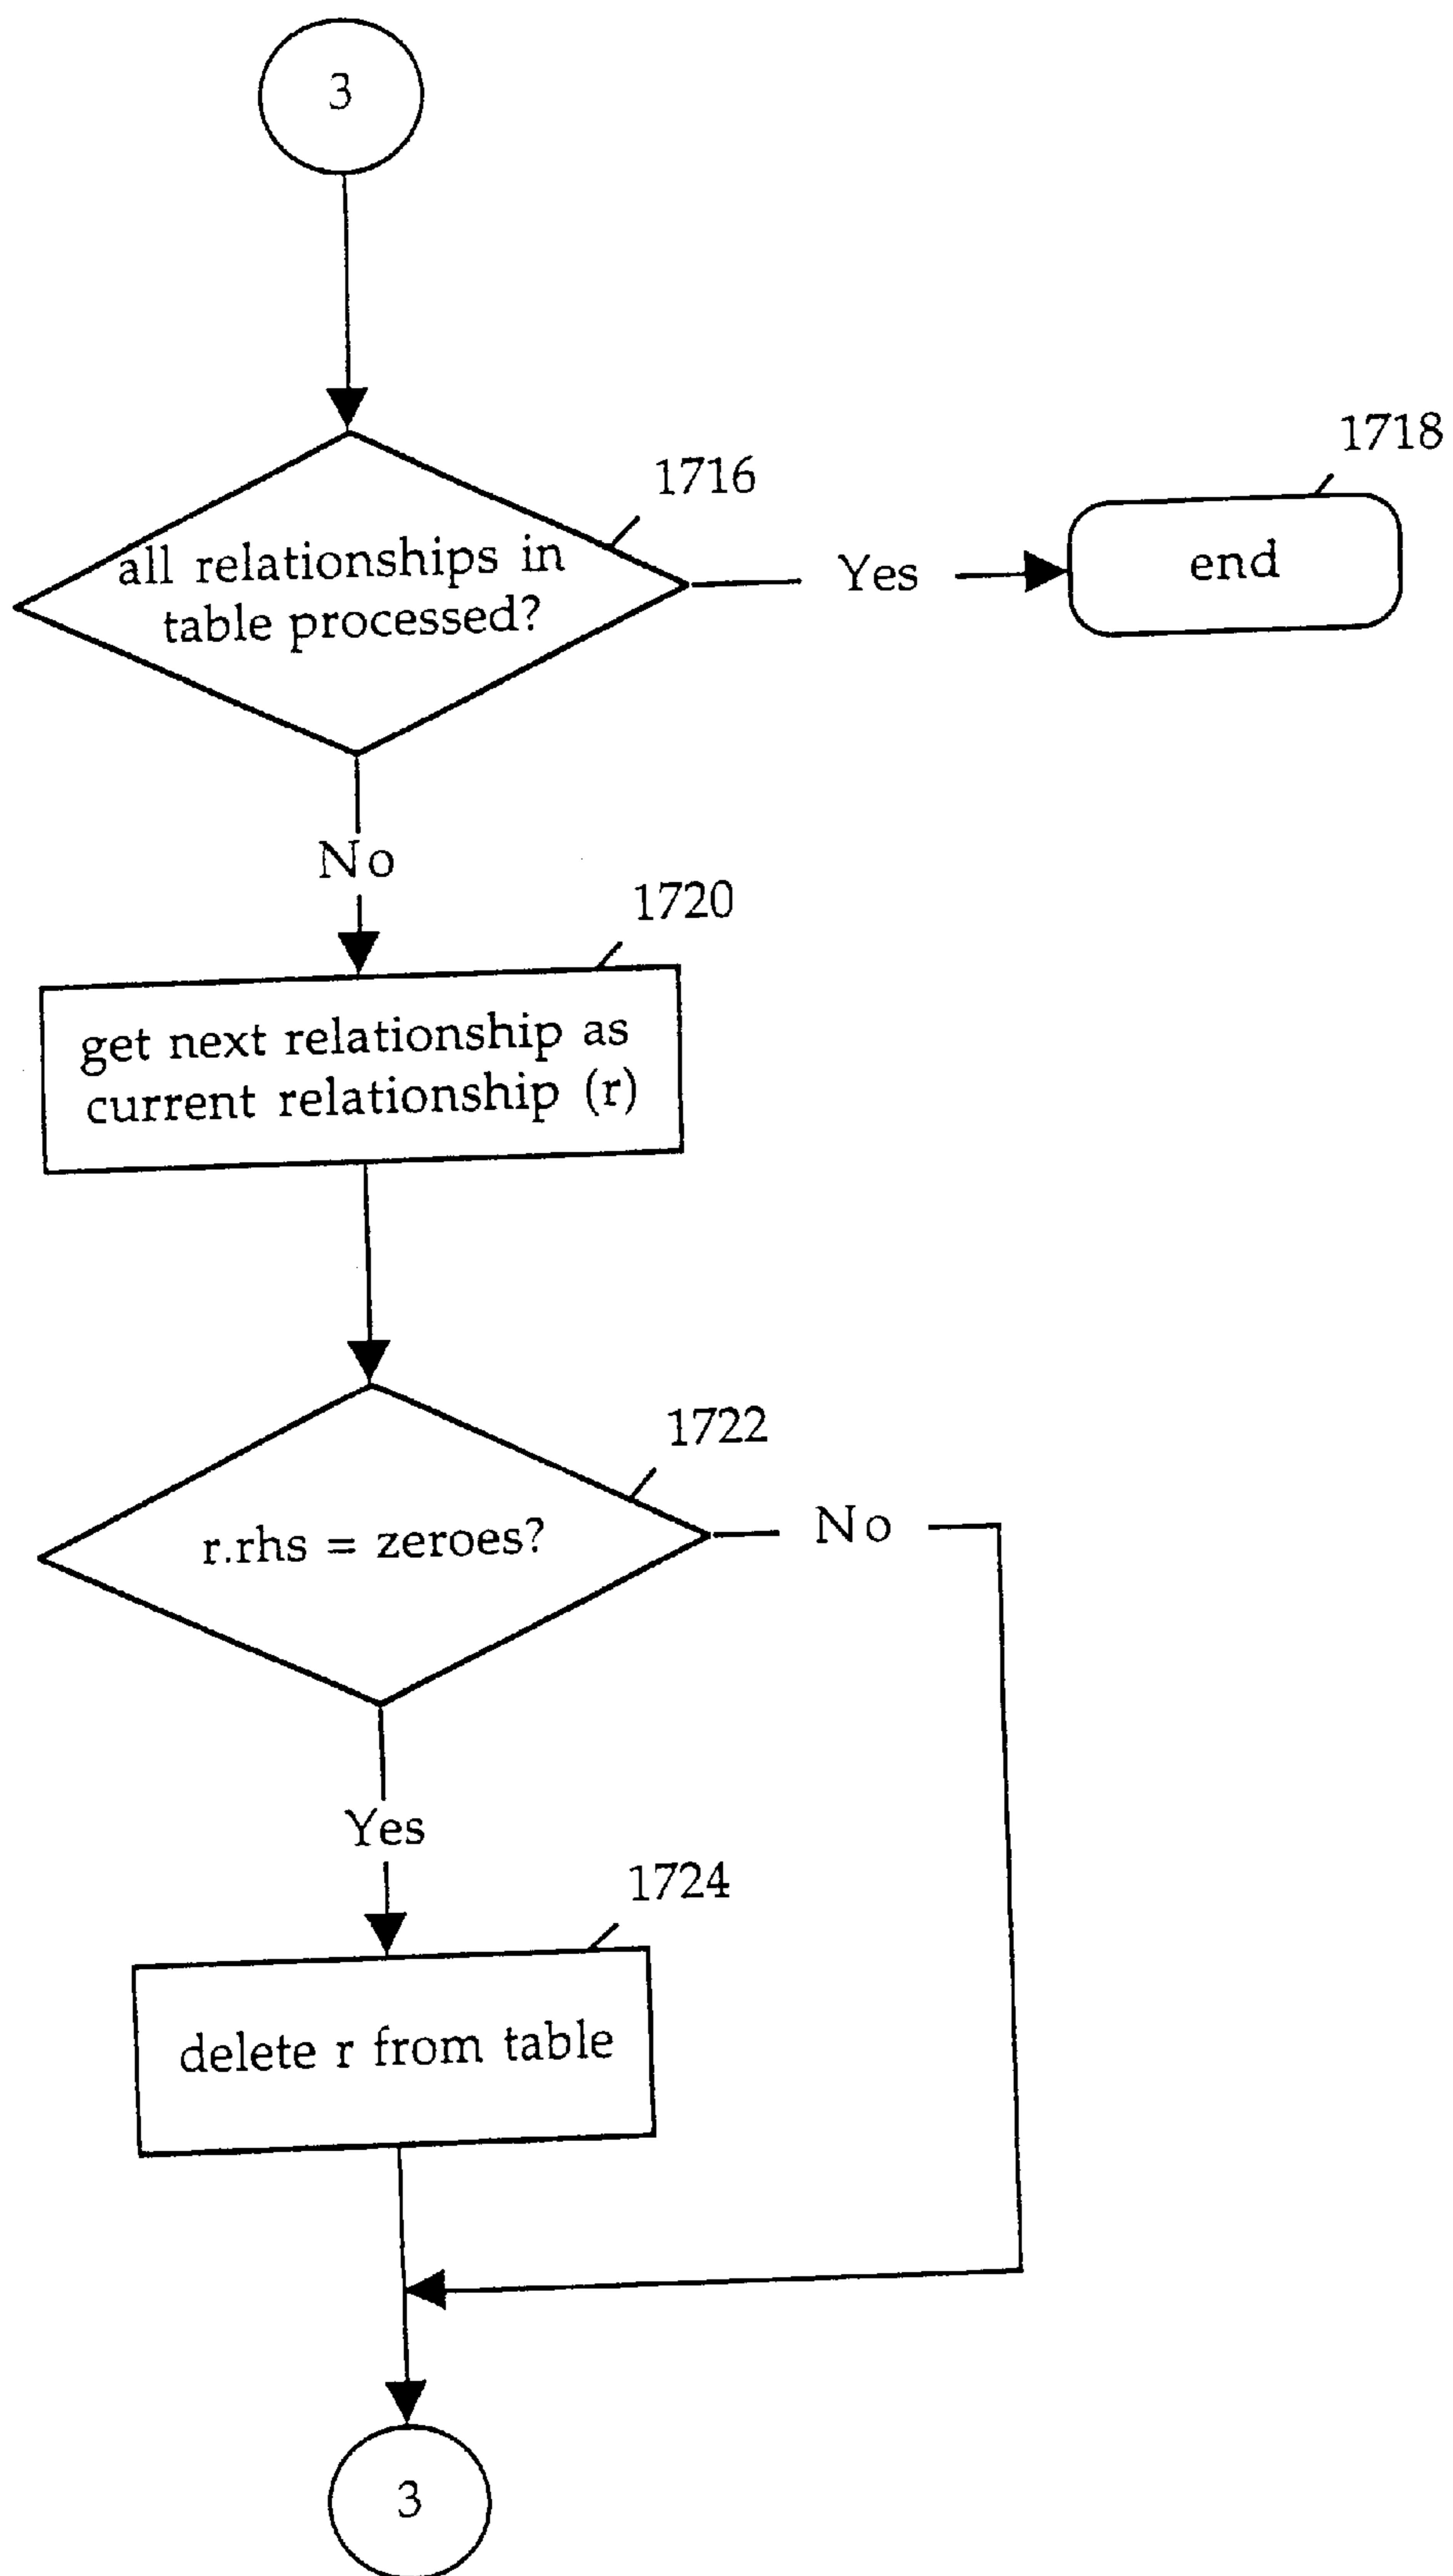 3
1716
all relationships in
table processed?
Yes
1718
end
No
1720
get next relationship as
current relationship (r)
1722
r.rhs = zeroes?
No
Yes
1724
delete r from table
3